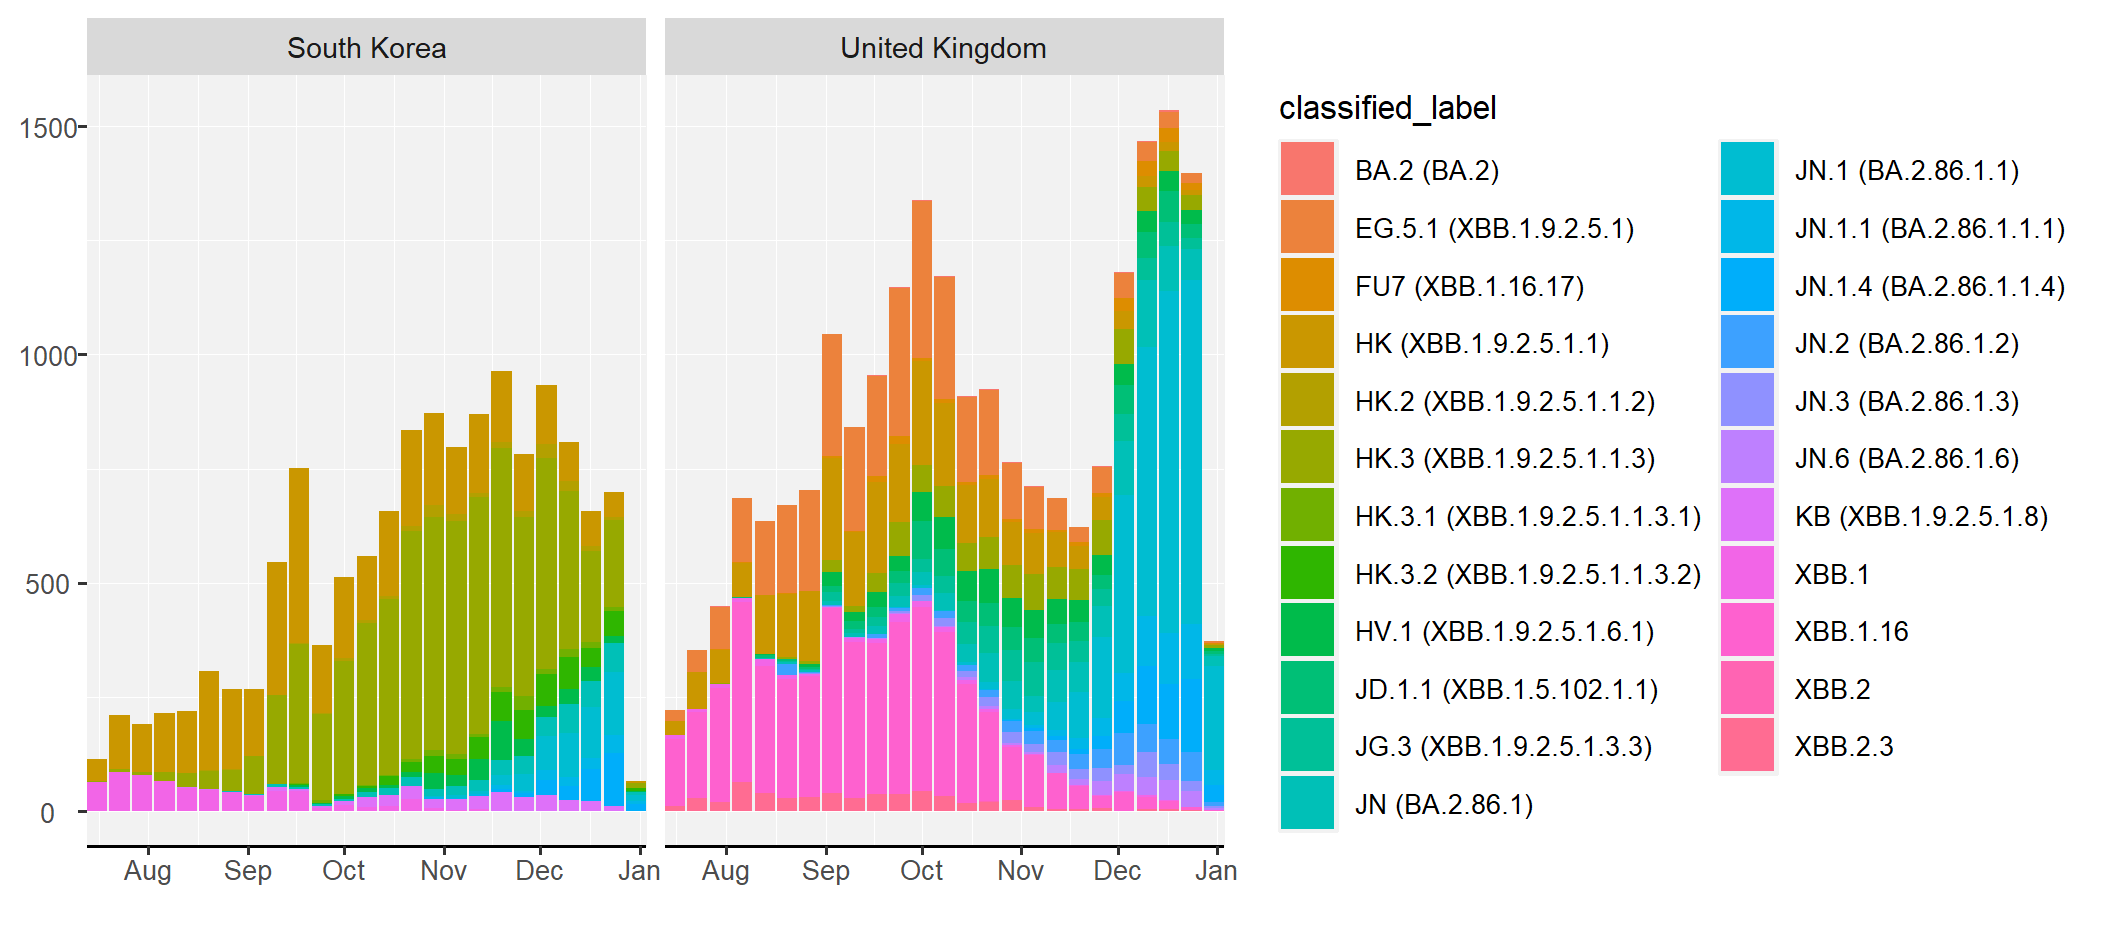 South Korea
United Kingdom
1500
1000
500
0
Aug Sep Oct Nov Dec Jan
Aug Sep Oct Nov Dec Jan
classified_label
BA.2 (BA.2)
EG.5.1 (XBB.1.9.2.5.1)
FU7 (XBB.1.16.17)
HK (XBB.1.9.2.5.1.1)
HK.2 (XBB.1.9.2.5.1.1.2)
HK.3 (XBB.1.9.2.5.1.1.3)
HK.3.1 (XBB.1.9.2.5.1.1.3.1)
HK.3.2 (XBB.1.9.2.5.1.1.3.2)
HV.1 (XBB.1.9.2.5.1.6.1)
JD.1.1 (XBB.1.5.102.1.1)
JG.3 (XBB.1.9.2.5.1.3.3)
JN (BA.2.86.1)
JN.1 (BA.2.86.1.1)
JN.1.1 (BA.2.86.1.1.1)
JN.1.4 (BA.2.86.1.1.4)
JN.2 (BA.2.86.1.2)
JN.3 (BA.2.86.1.3)
JN.6 (BA.2.86.1.6)
KB (XBB.1.9.2.5.1.8)
XBB.1
XBB.1.16
XBB.2
XBB.2.3